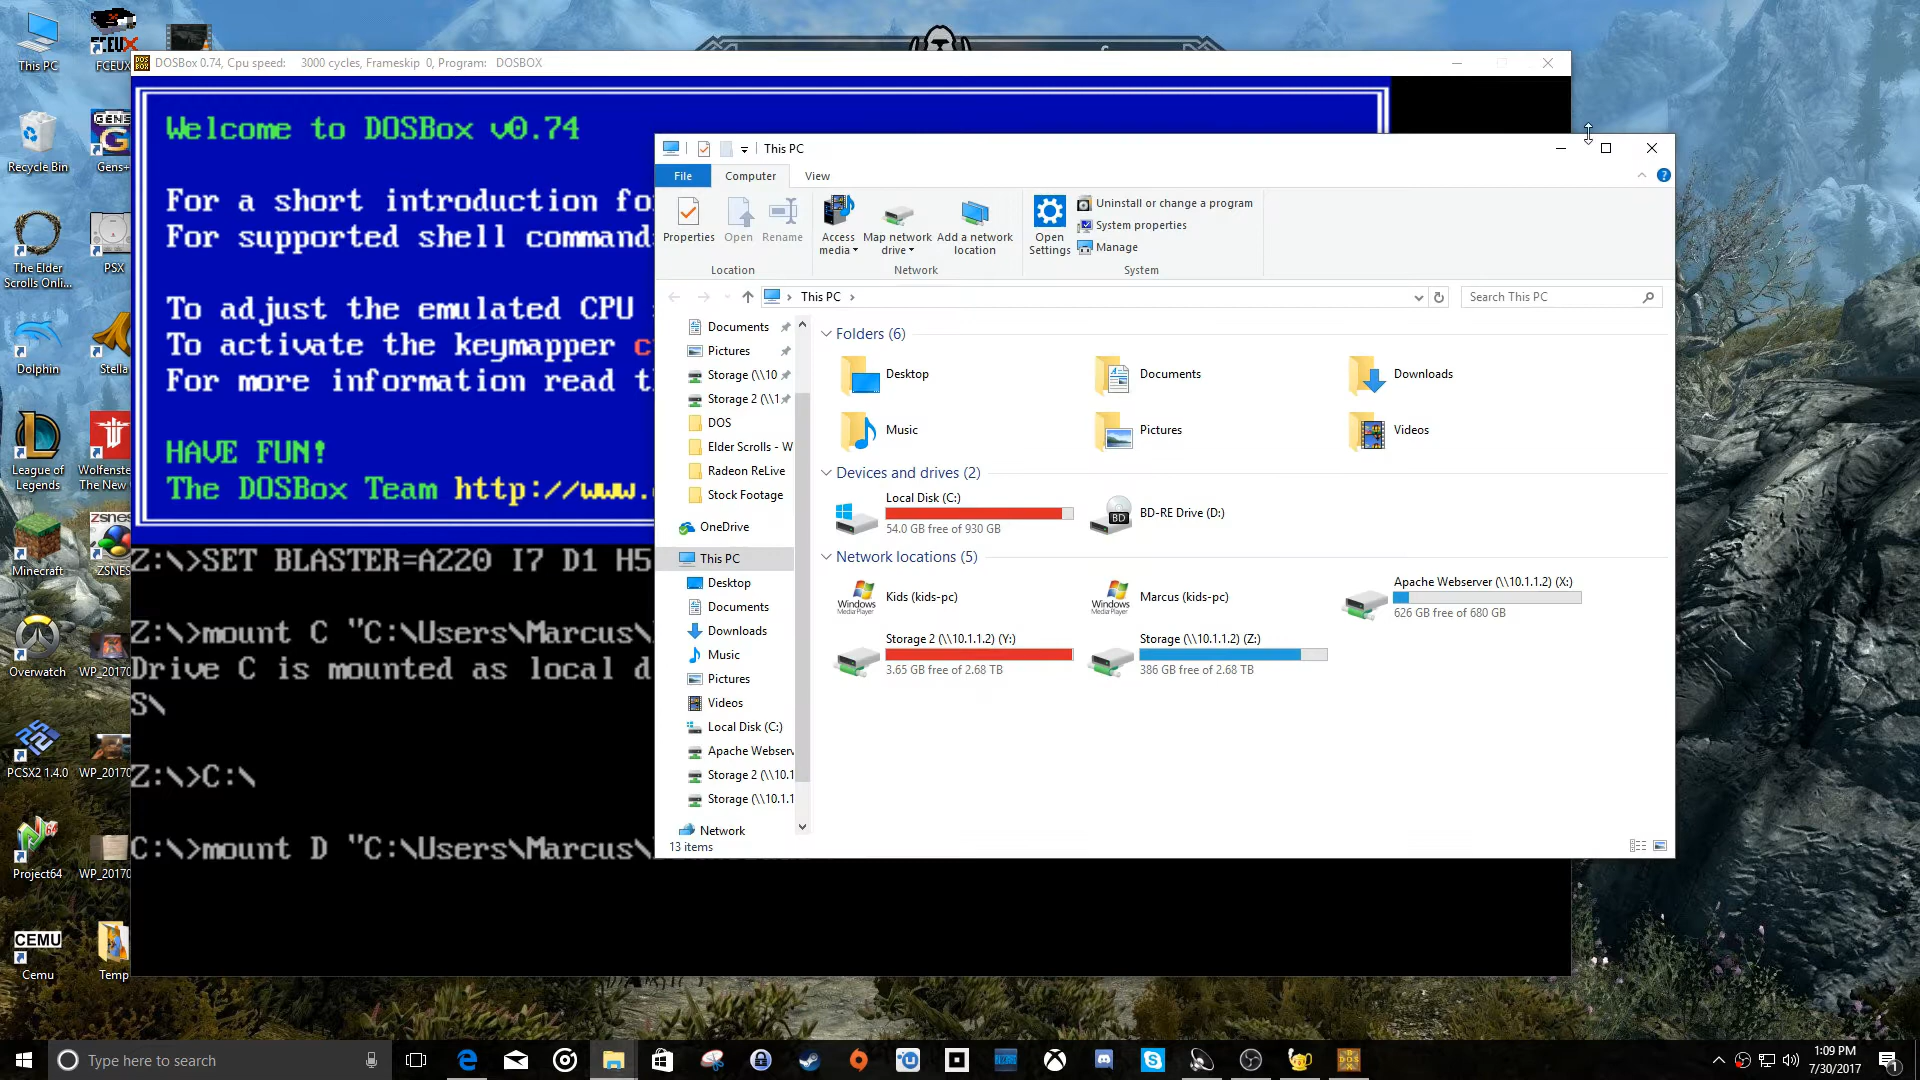 This PC
FCEUX
Recycle Bin
Gens+
The Elder
Scrolls Onli...
PSX
Dolphin
Stella
League of
Legends
Wolfenste
The New
Minecraft
ZSNES
Overwatch
WP_20170
PCSX2 1.4.0
WP_20170
Project64
WP_20170
CEMU
Cemu
Temp
DOSBox 0.74, Cpu speed: 3000 cycles, Frameskip 0, Program: DOSBOX
Welcome to DOSBox v0.74
For a short introduction fo
For supported shell command
To adjust the emulated CPU
To activate the keymapper c
For more information read t
HAVE FUN!
The DOSBox Team http://www.
Z:\>SET BLASTER=A220 I7 D1 H5
Z:\>mount C "C:\Users\Marcus\
Drive C is mounted as local d
S\
Z:\>C:\
C:\>mount D "C:\Users\Marcus\
This PC
File
Computer
View
Properties
Open
Rename
Access
media
Map network
drive
Add a network
location
Open
Settings
Uninstall or change a program
System properties
Manage
Location
Network
System
This PC
Search This PC
Documents
Pictures
Storage (\\10
Storage 2 (\\1
DOS
Elder Scrolls - W
Radeon ReLive
Stock Footage
OneDrive
This PC
Desktop
Documents
Downloads
Music
Pictures
Videos
Local Disk (C:)
Apache Webserv
Storage 2 (\\10.1
Storage (\\10.1.1
Network
Folders (6)
Desktop
Documents
Downloads
Music
Pictures
Videos
Devices and drives (2)
Local Disk (C:)
54.0 GB free of 930 GB
BD
BD-RE Drive (D:)
Network locations (5)
Windows
Media Player
Kids (kids-pc)
Windows
Media Player
Marcus (kids-pc)
Apache Webserver (\\10.1.1.2) (X:)
626 GB free of 680 GB
Storage 2 (\\10.1.1.2) (Y:)
3.65 GB free of 2.68 TB
Storage (\\10.1.1.2) (Z:)
386 GB free of 2.68 TB
13 items
Type here to search
1:09 PM
7/30/2017